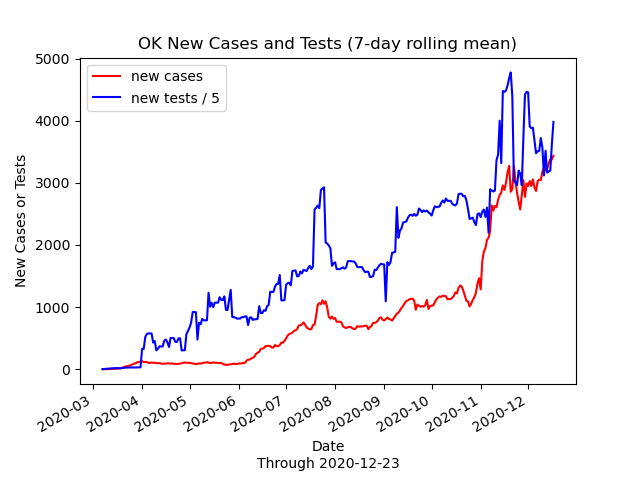 OK New Cases and Tests (7-day rolling mean)
new cases
new tests / 5
New Cases or Tests
5000
4000
3000
2000
1000
0
2020-03
2020-04
2020-05
2020-06
2020-07
2020-08
2020-09
2020-10
2020-11
2020-12
Date
Through 2020-12-23